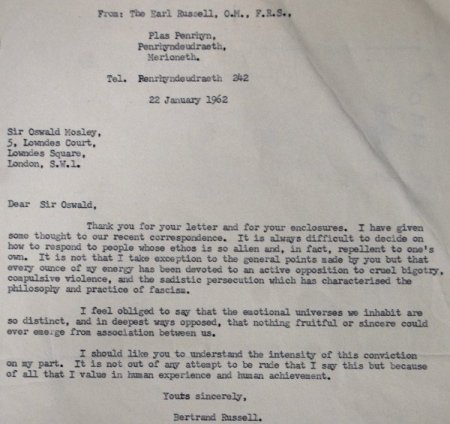 From: The Earl Russell, O.M., F.R.S.,
Plas Penrhyn,
Penrhyndeudraeth,
Merioneth.
Tel. Penrhyndeudraeth 242
22 January 1962
Sir Oswald Mosley,
5, Lowndes Court,
Lowndes Square,
London, S.W.1.
Dear Sir Oswald,
Thank you for your letter and for your enclosures. I have given
some thought to our recent correspondence. It is always difficult to decide on
how to respond to people whose ethos is so alien and, in fact, repellent to one's
own. It is not that I take exception to the general points made by you but that
every ounce of my energy has been devoted to an active opposition to cruel bigotry,
compulsive violence, and the sadistic persecution which has characterised the
philosophy and practice of fascism.
I feel obliged to say that the emotional universes we inhabit are
so distinct, and in deepest ways opposed, that nothing fruitful or sincere could
ever emerge from association between us.
I should like you to understand the intensity of this conviction
on my part. It is not out of any attempt to be rude that I say this but because
of all that I value in human experience and human achievement.
Yours sincerely,
Bertrand Russell.